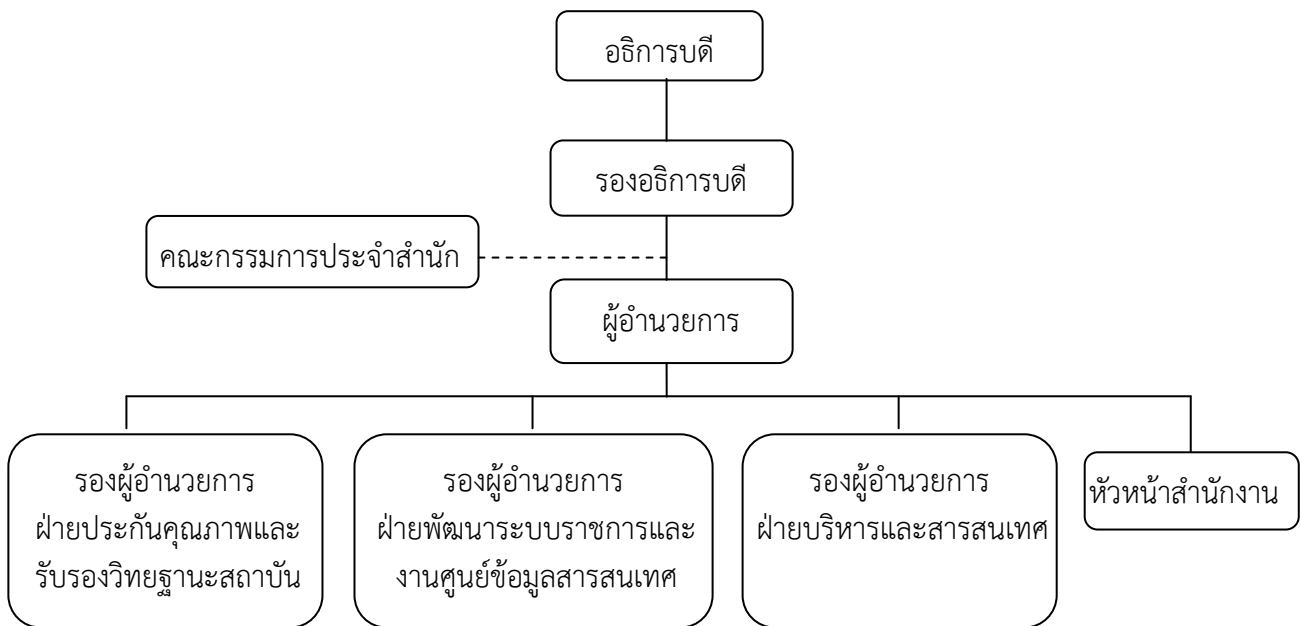 อธิการบดี
รองอธิการบดี
คณะกรรมการประจำสำนัก
ผู้อำนวยการ
รองผู้อำนวยการ
ฝ่ายประกันคุณภาพและ
รับรองวิทยฐานะสถาบัน
รองผู้อำนวยการ
ฝ่ายพัฒนาระบบราชการและ
งานศูนย์ข้อมูลสารสนเทศ
รองผู้อำนวยการ
ฝ่ายบริหารและสารสนเทศ
หัวหน้าสำนักงาน